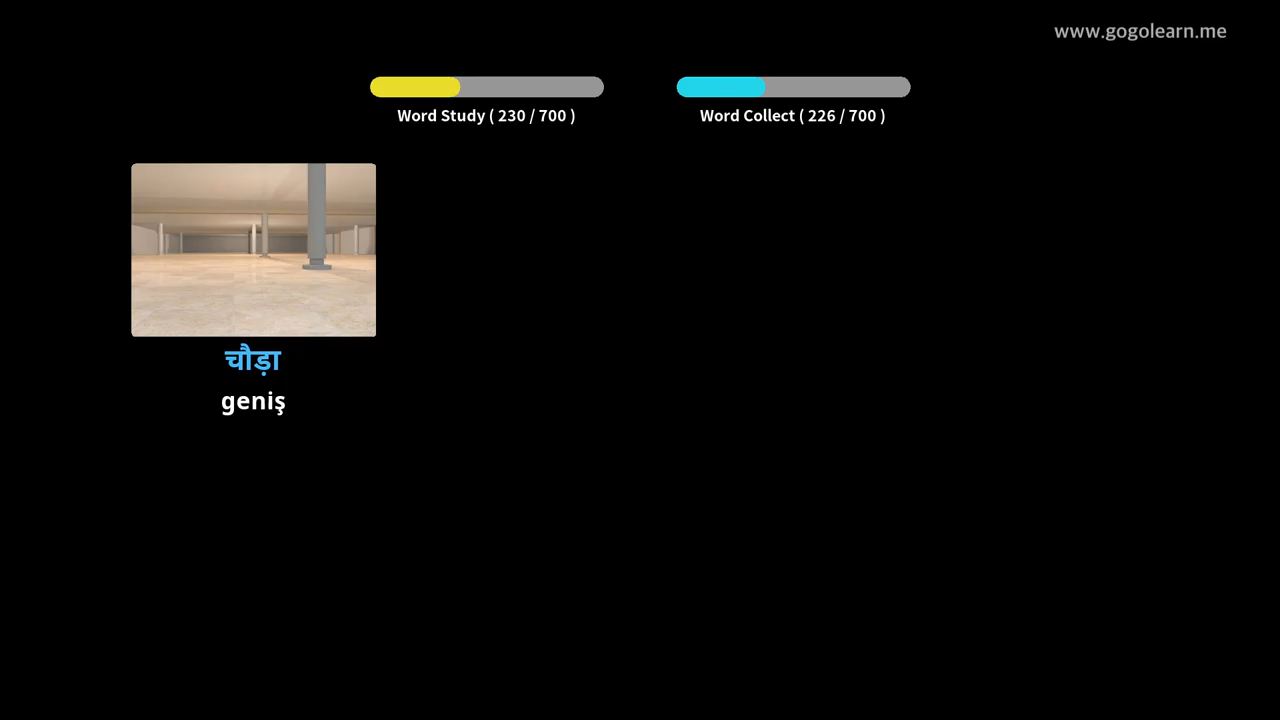 www.gogolearn.me
Word Study ( 230 / 700 )
Word Collect ( 226 / 700 )
चौड़ा
geniş